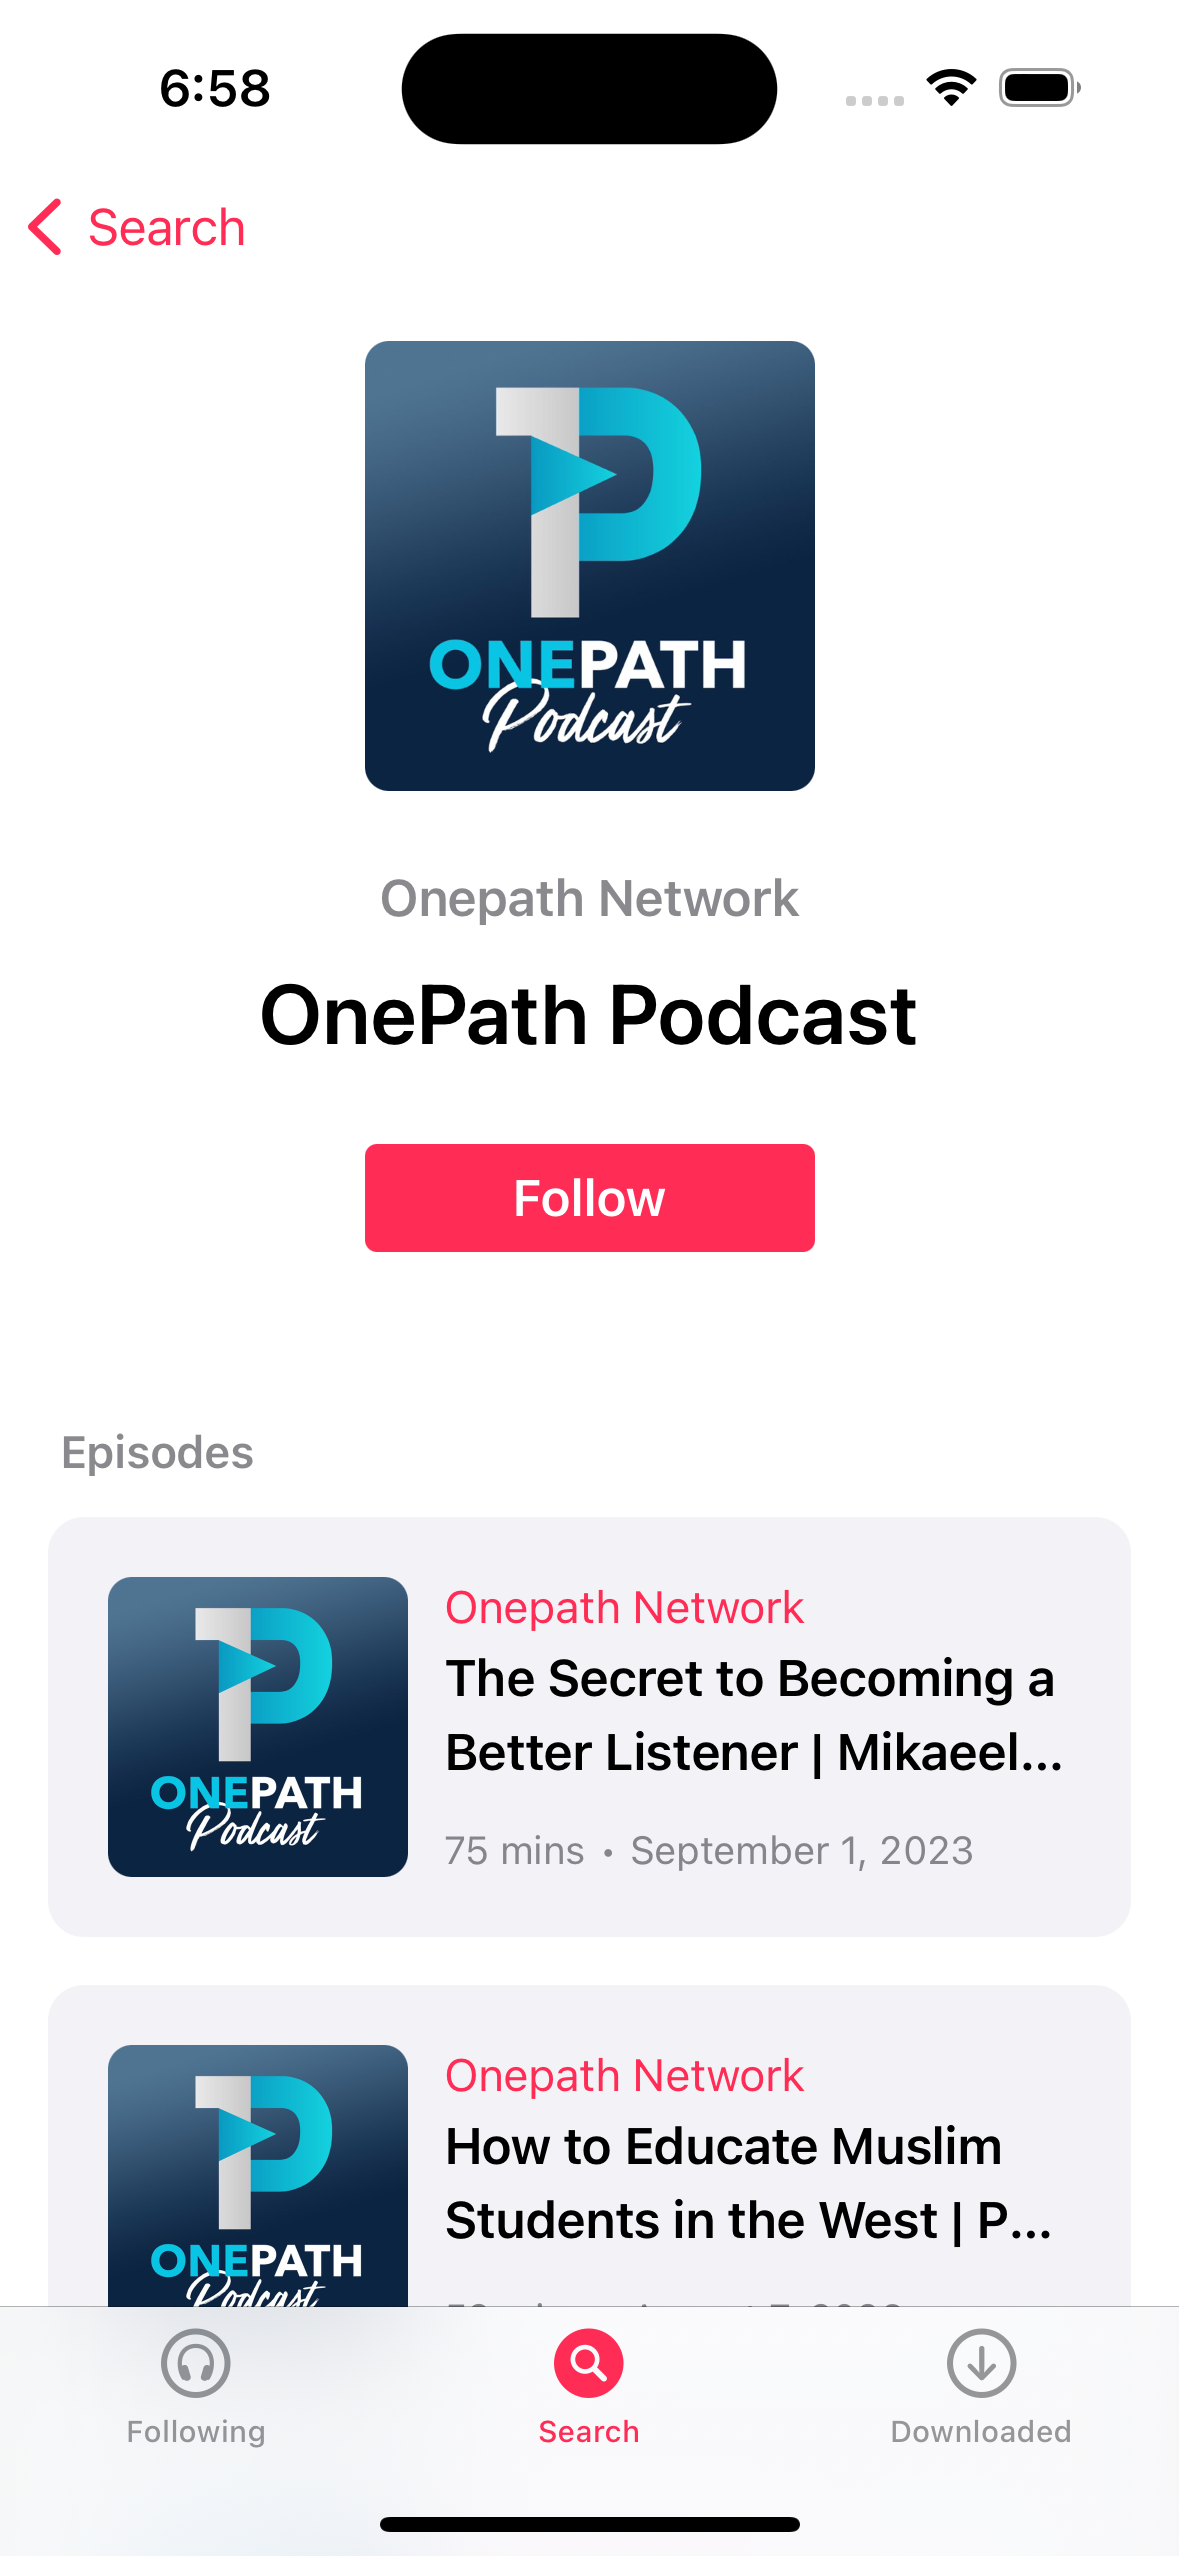 6:58
Search
ONEPATH
Podcast
Onepath Network
OnePath Podcast
Follow
Episodes
ONEPATH
Podcast
Onepath Network
The Secret to Becoming a
Better Listener | Mikaeel...
75 mins • September 1, 2023
ONEPATH
Podcast
Onepath Network
How to Educate Muslim
Students in the West | P...
Following
Search
Downloaded